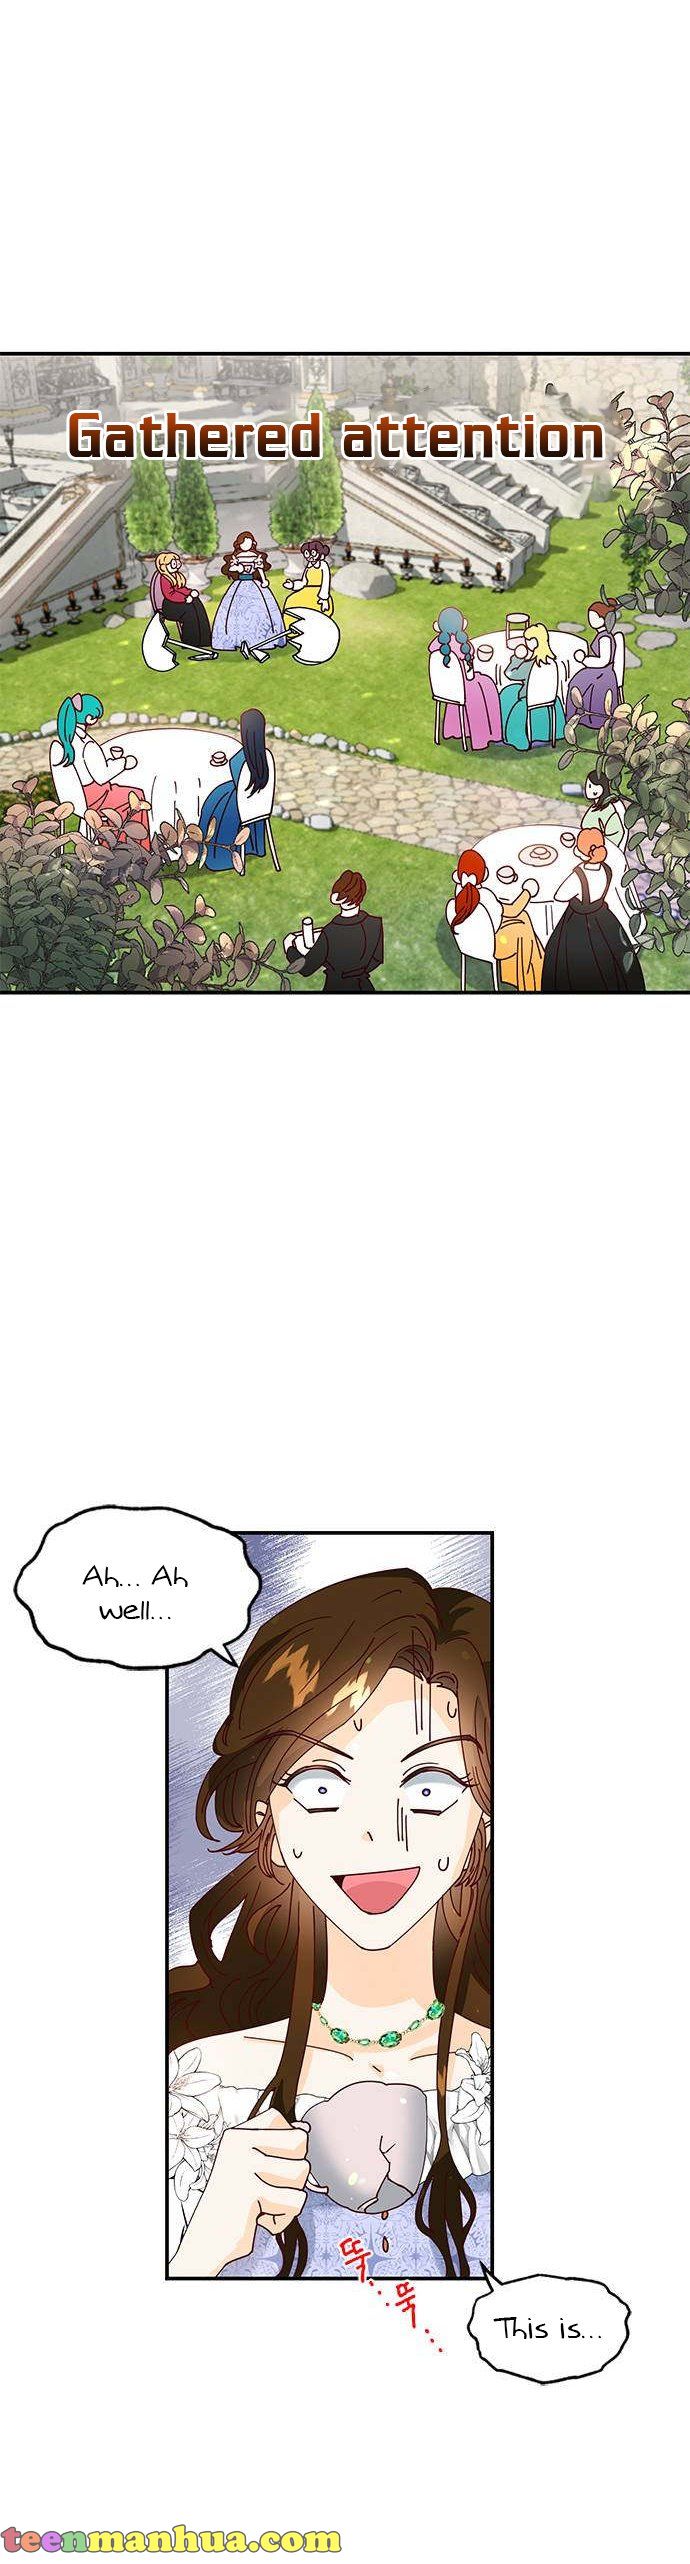 Gathered attention
Ah... Ah
well...
뚝...
뚝...
This is...
teenmanhua.com